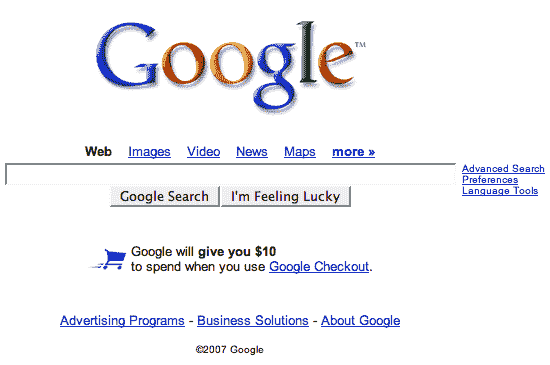 Google™
Web Images Video News Maps more »
Advanced Search
Preferences
Language Tools
Google Search I'm Feeling Lucky
Google will give you $10
to spend when you use Google Checkout.
Advertising Programs - Business Solutions - About Google
©2007 Google